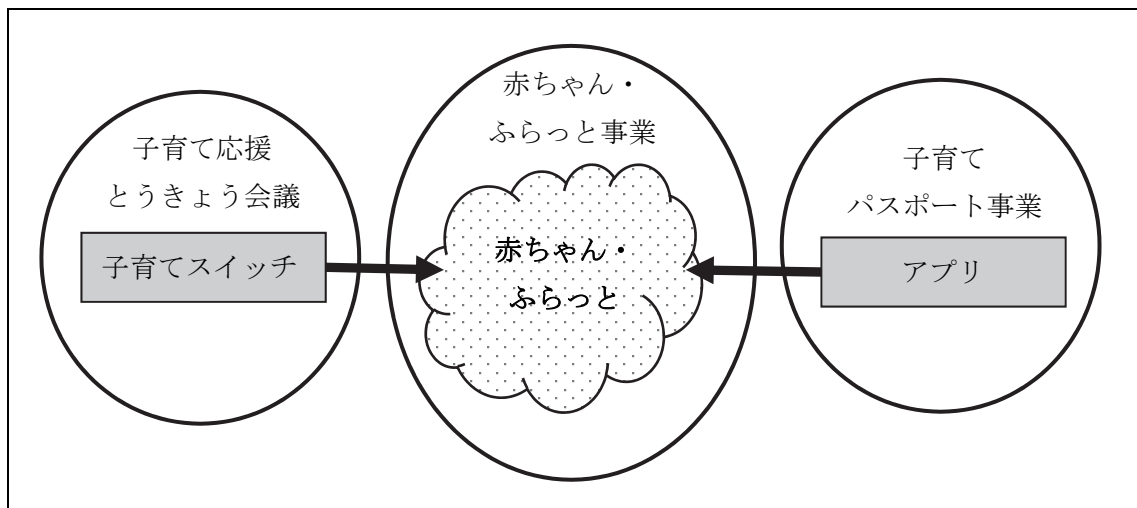 子育て応援
とうきょう会議
子育てスイッチ
赤ちゃん・
ふらっと事業
赤ちゃん・
ふらっと
子育て
パスポート事業
アプリ